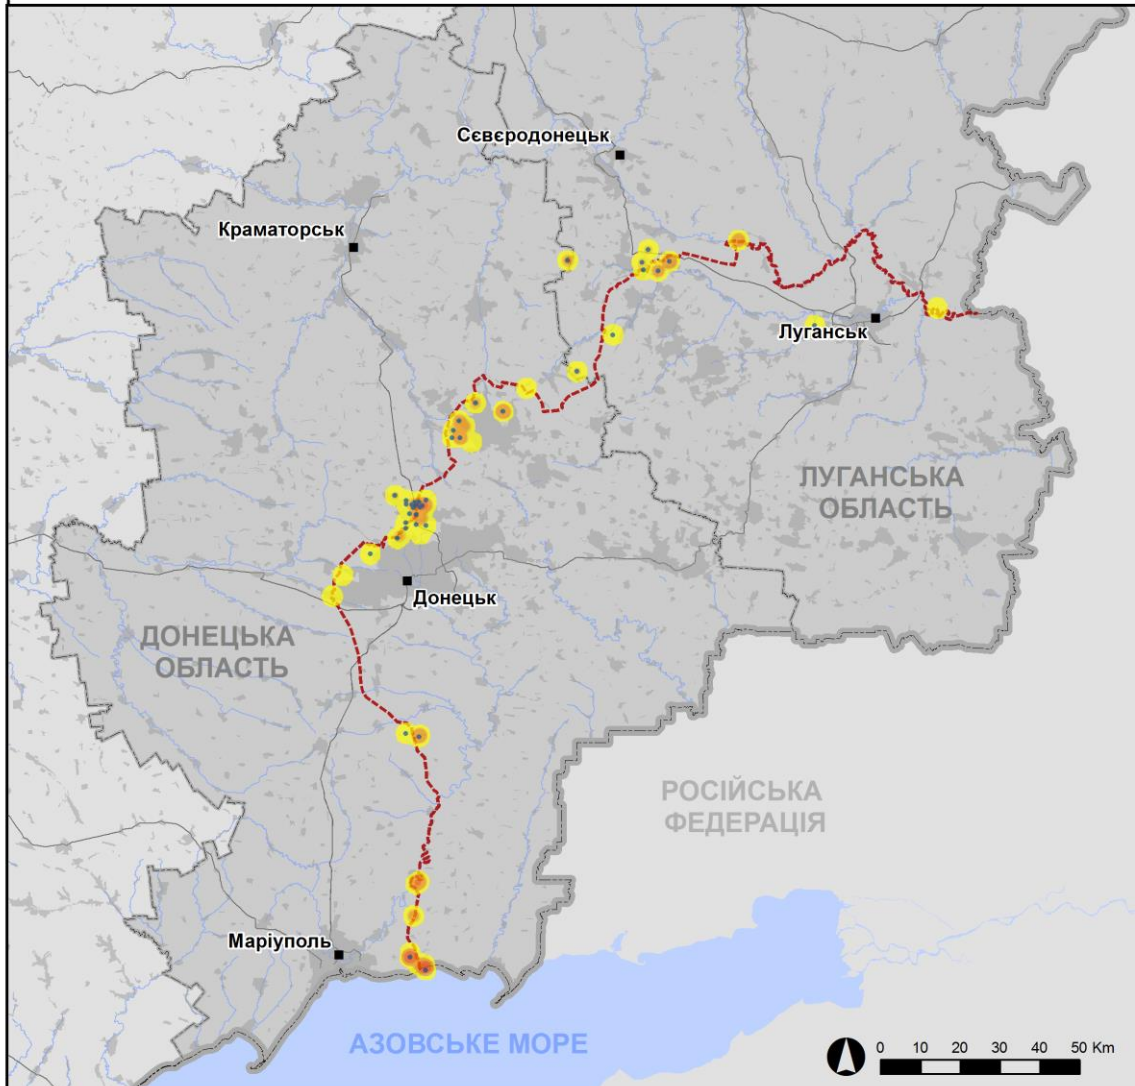 Сєвєродонецьк
Краматорськ
Луганськ
ЛУГАНСЬКА
ОБЛАСТЬ
Донецьк
ДОНЕЦЬКА
ОБЛАСТЬ
РОСІЙСЬКА
ФЕДЕРАЦІЯ
Маріуполь
АЗОВСЬКЕ МОРЕ
0 10 20 30 40 50 Km